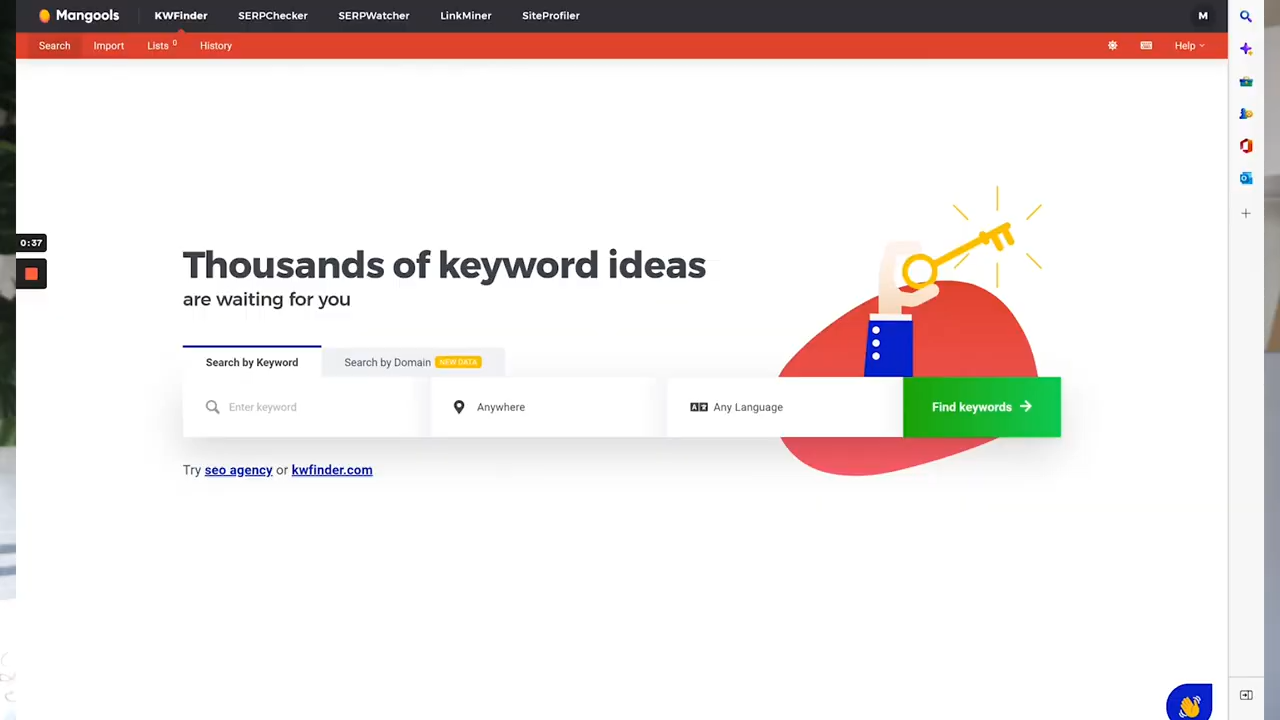 Mangools
KWFinder
SERPChecker
SERPWatcher
LinkMiner
SiteProfiler
M
Search
Import
Lists 0
History
Help
0:37
Thousands of keyword ideas
are waiting for you
Search by Keyword
Search by Domain NEW DATA
Enter keyword
Anywhere
Any Language
Find keywords
Try seo agency or kwfinder.com